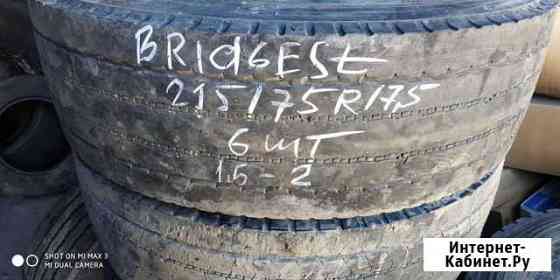 BRIDGESt
215/75R17,5
6 шт
1.5 - 2
SHOT ON MI MAX 3
MI DUAL CAMERA
Интернет-
Кабинет.Ру